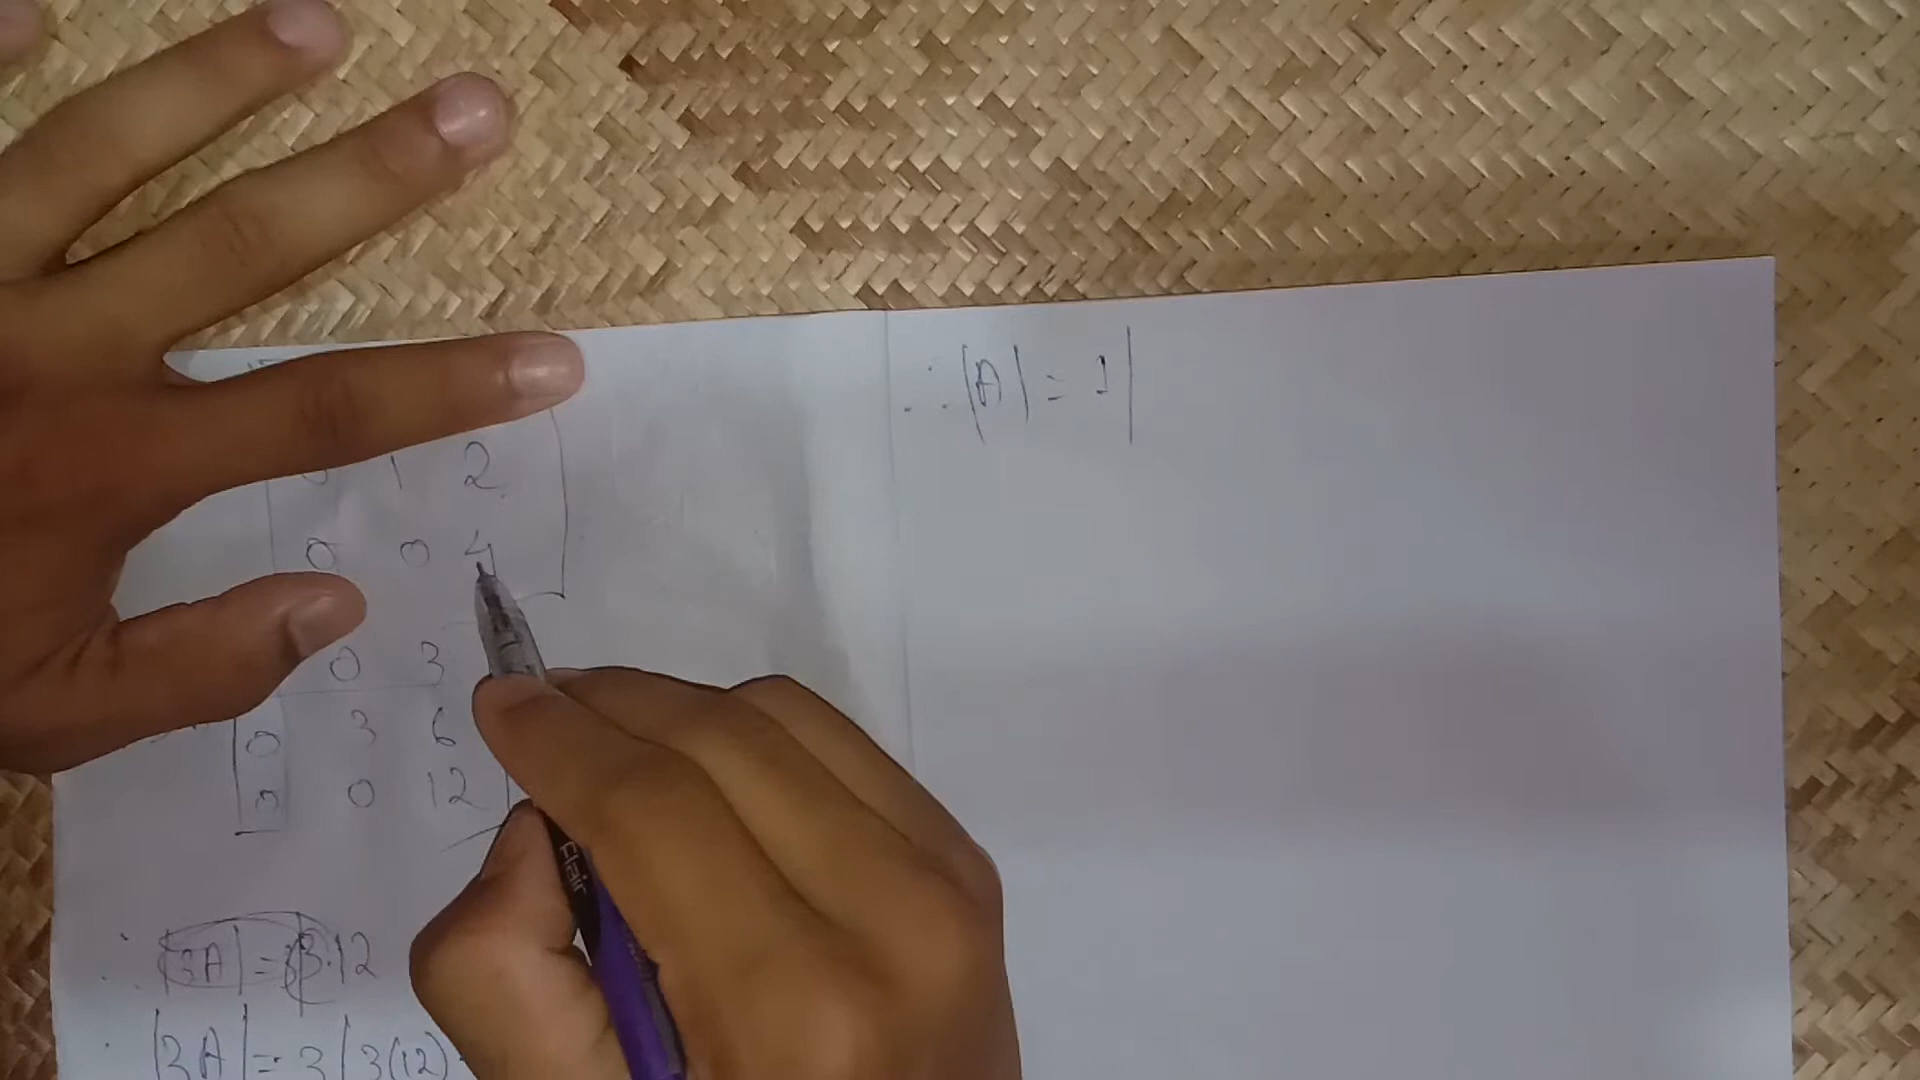 0 1 2
0 0 4
0 3
0 3 6
0 0 12
|3A| = 3 12
|3A| = 3 | 3(12)
∴ |A| = 1 |
Flair